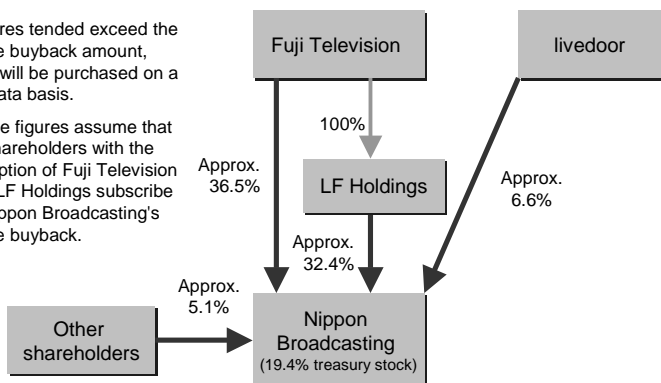 res tended exceed the
e buyback amount,
will be purchased on a
ata basis.
e figures assume that
areholders with the
ption of Fuji Television
LF Holdings subscribe
ppon Broadcasting's
e buyback.
Fuji Television
livedoor
100%
Approx.
36.5%
LF Holdings
Approx.
6.6%
Approx.
32.4%
Approx.
5.1%
Other
shareholders
Nippon
Broadcasting
(19.4% treasury stock)